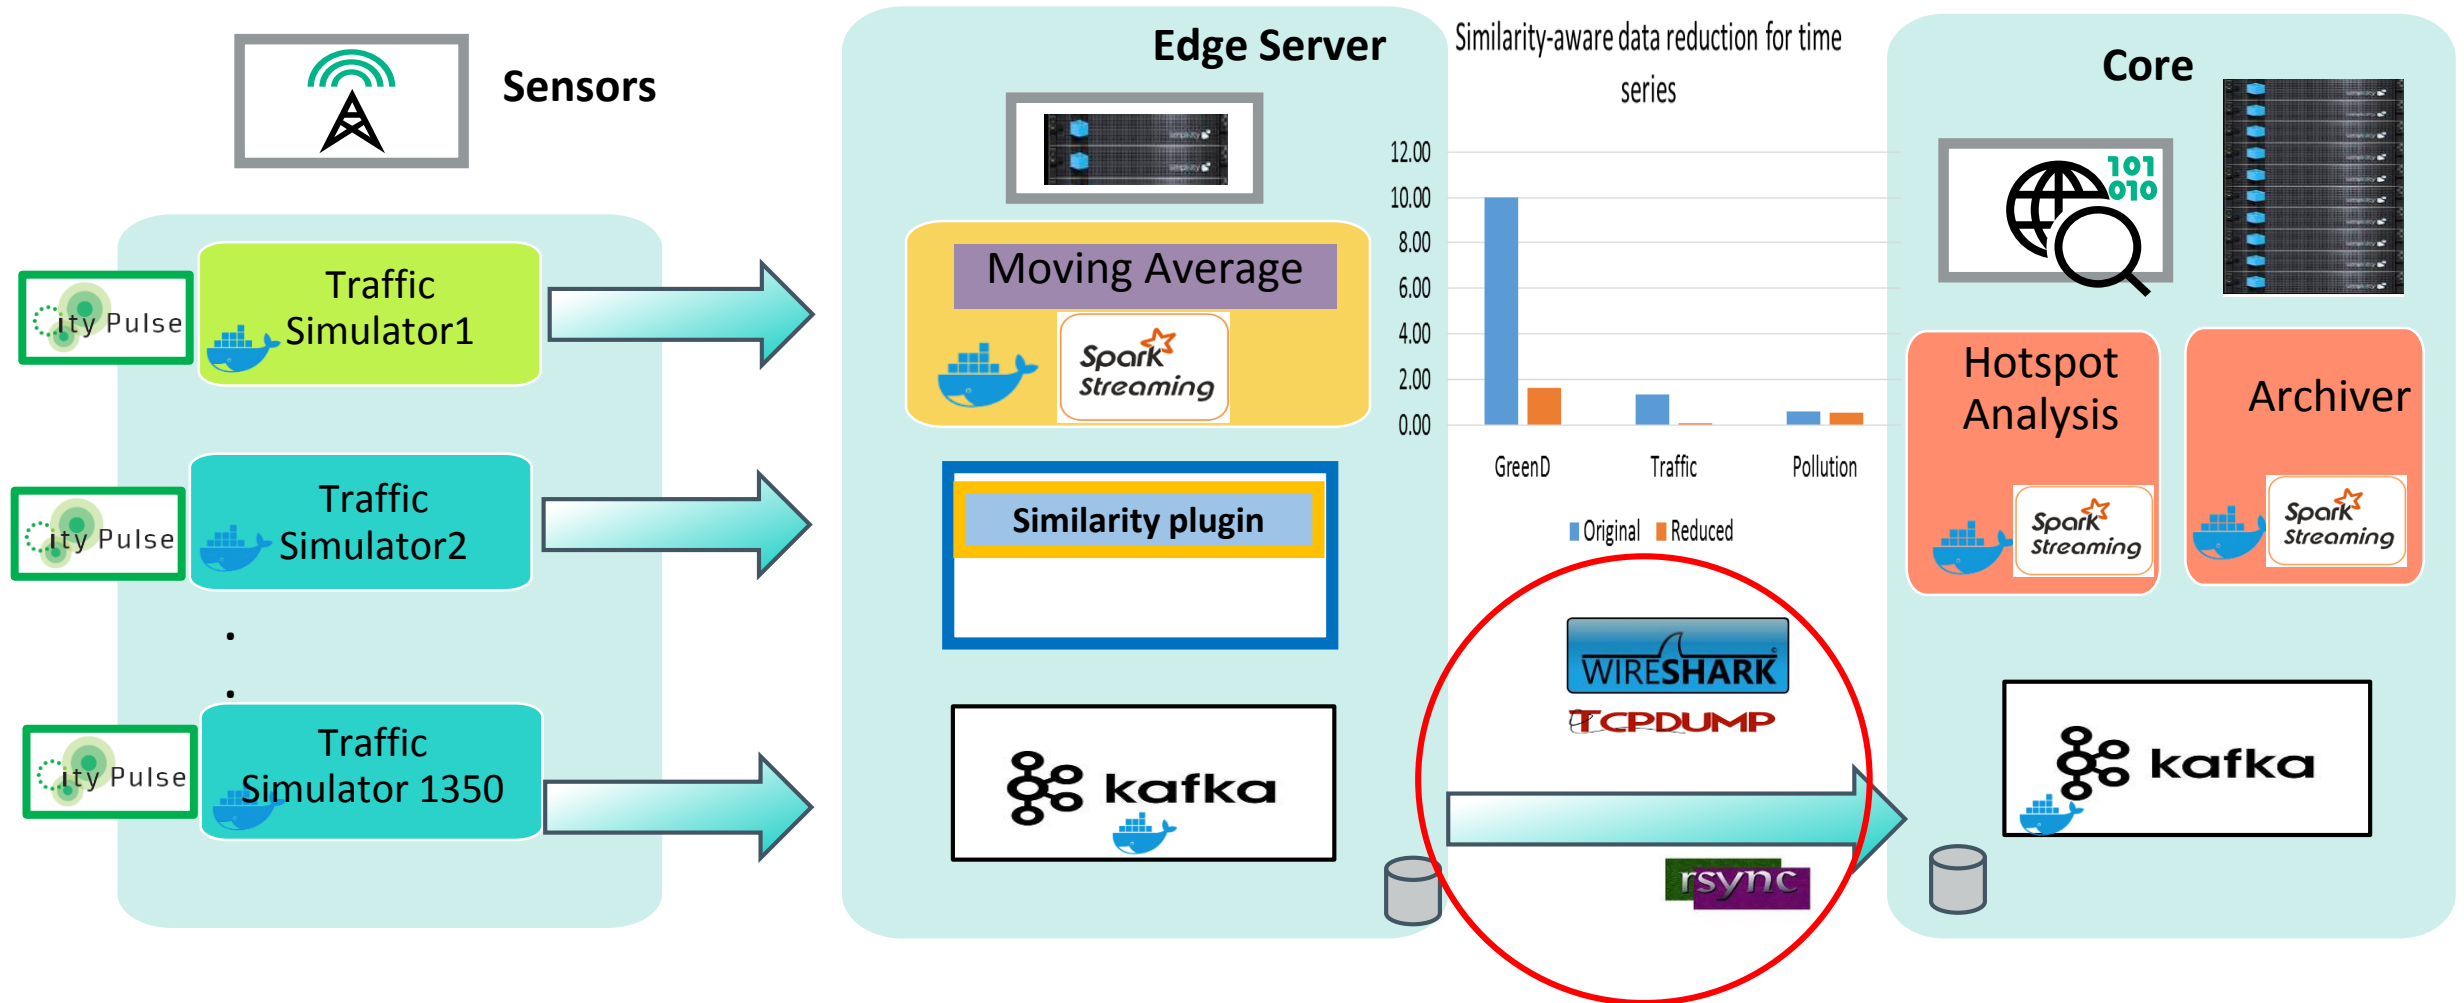 Sensors
ity Pulse
Traffic
Simulator1
ity Pulse
Traffic
Simulator2
.
.
ity Pulse
Traffic
Simulator 1350
Edge Server
Moving Average
Spark
Streaming
Similarity plugin
kafka
Similarity-aware data reduction for time
series
12.00
10.00
8.00
6.00
4.00
2.00
0.00
GreenD Traffic Pollution
Original Reduced
WIRESHARK
TCPDUMP
rsync
Core
101
010
Hotspot
Analysis
Spark
Streaming
Archiver
Spark
Streaming
kafka